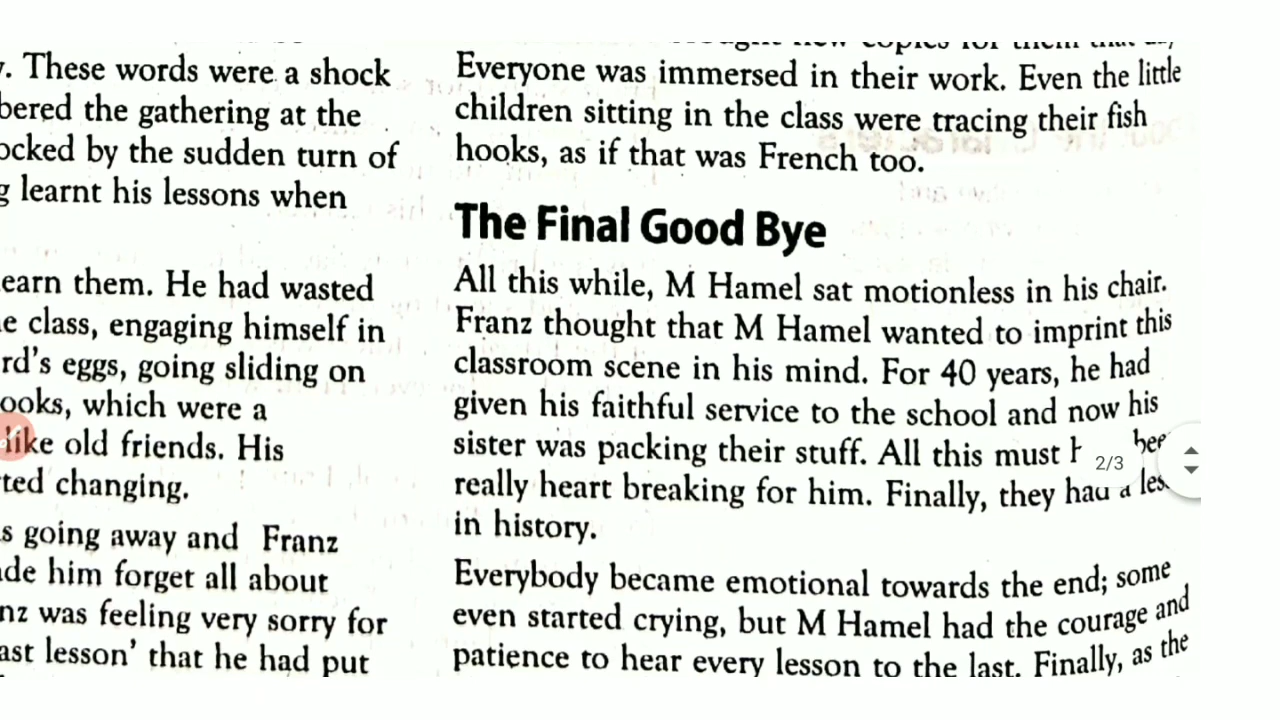 y. These words were a shock
bered the gathering at the
ocked by the sudden turn of
g learnt his lessons when
earn them. He had wasted
e class, engaging himself in
rd's eggs, going sliding on
ooks, which were a
like old friends. His
ted changing.
s going away and Franz
de him forget all about
nz was feeling very sorry for
ast lesson' that he had put
Everyone was immersed in their work. Even the little
children sitting in the class were tracing their fish
hooks, as if that was French too.
The Final Good Bye
All this while, M Hamel sat motionless in his chair.
Franz thought that M Hamel wanted to imprint this
classroom scene in his mind. For 40 years, he had
given his faithful service to the school and now his
sister was packing their stuff. All this must
really heart breaking for him. Finally, they had a les
in history.
Everybody became emotional towards the end; some
even started crying, but M Hamel had the courage and
patience to hear every lesson to the last. Finally, as the
2/3